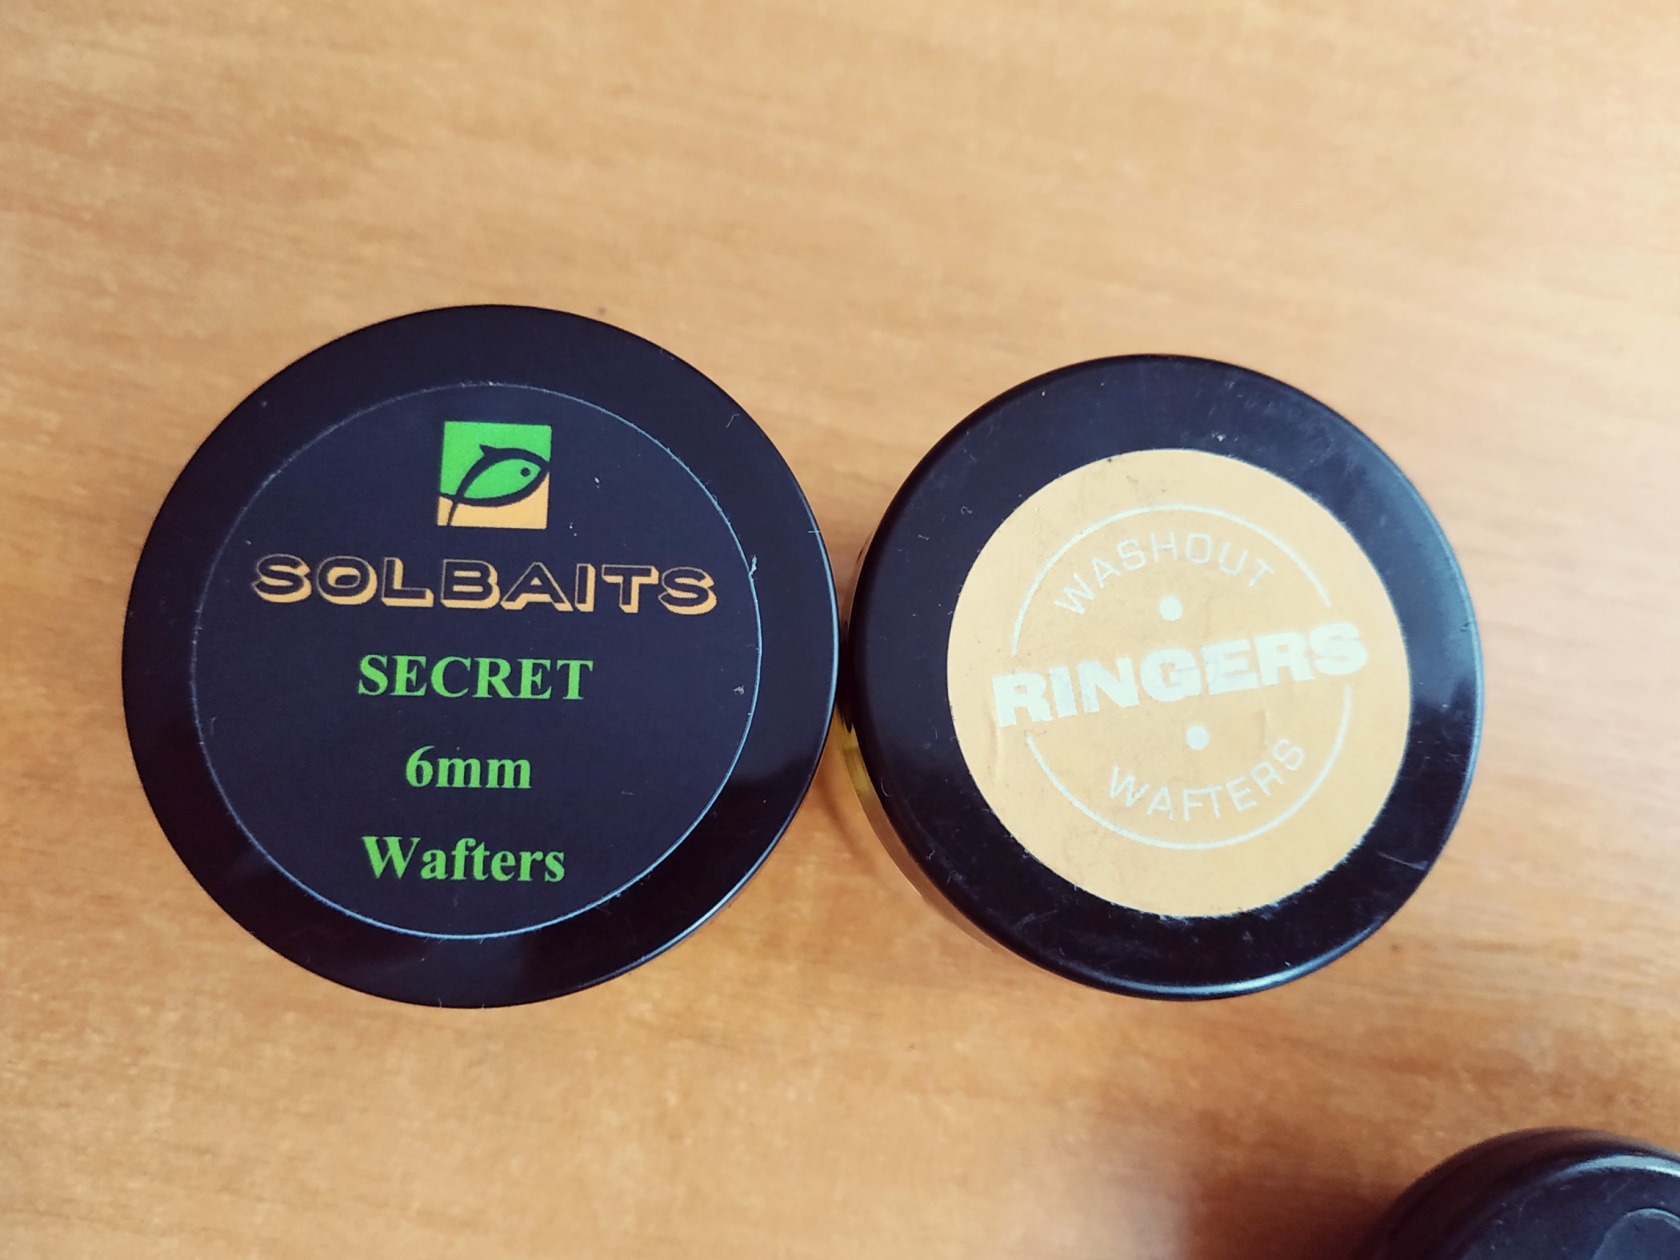 SOLBAITS
SECRET
6mm
Wafters
WASHOUT
RINGERS
WAFTERS